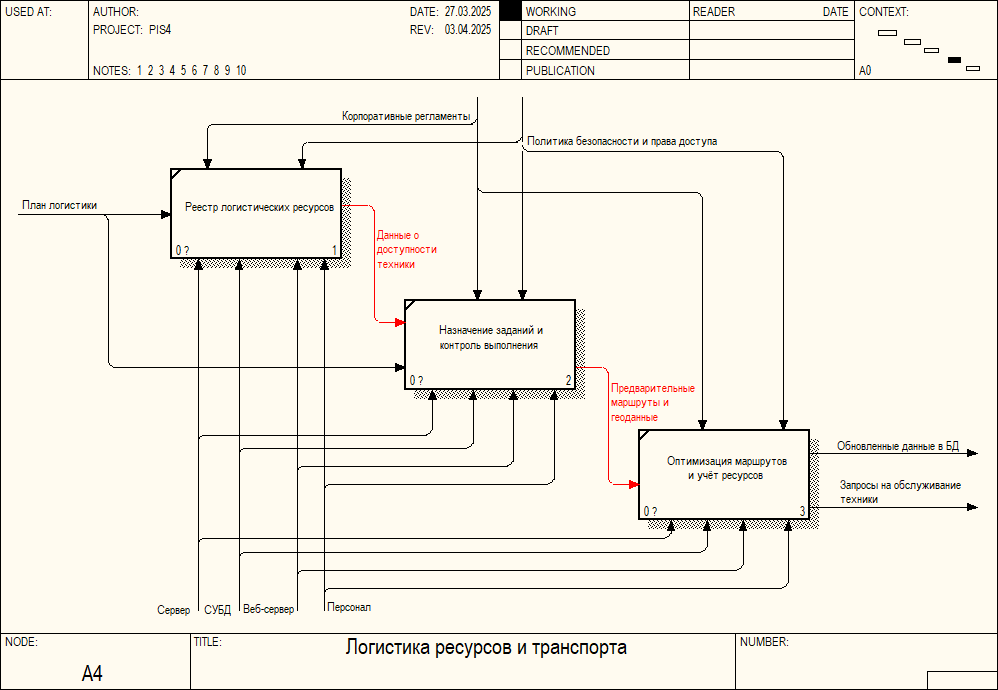 USED AT:
AUTHOR:
DATE: 27.03.2025
PROJECT: PIS4
REV: 03.04.2025
NOTES: 1 2 3 4 5 6 7 8 9 10
WORKING
DRAFT
RECOMMENDED
PUBLICATION
READER
DATE
CONTEXT:
A0
Корпоративные регламенты
Политика безопасности и права доступа
План логистики
Реестр логистических ресурсов
0 ?
1
Данные о
доступности
техники
Назначение заданий и
контроль выполнения
0 ?
2
Предварительные
маршруты и
геоданные
Оптимизация маршрутов
и учёт ресурсов
0 ?
3
Обновленные данные в БД
Запросы на обслуживание
техники
Сервер
СУБД
Веб-сервер
Персонал
NODE:
A4
TITLE:
Логистика ресурсов и транспорта
NUMBER: